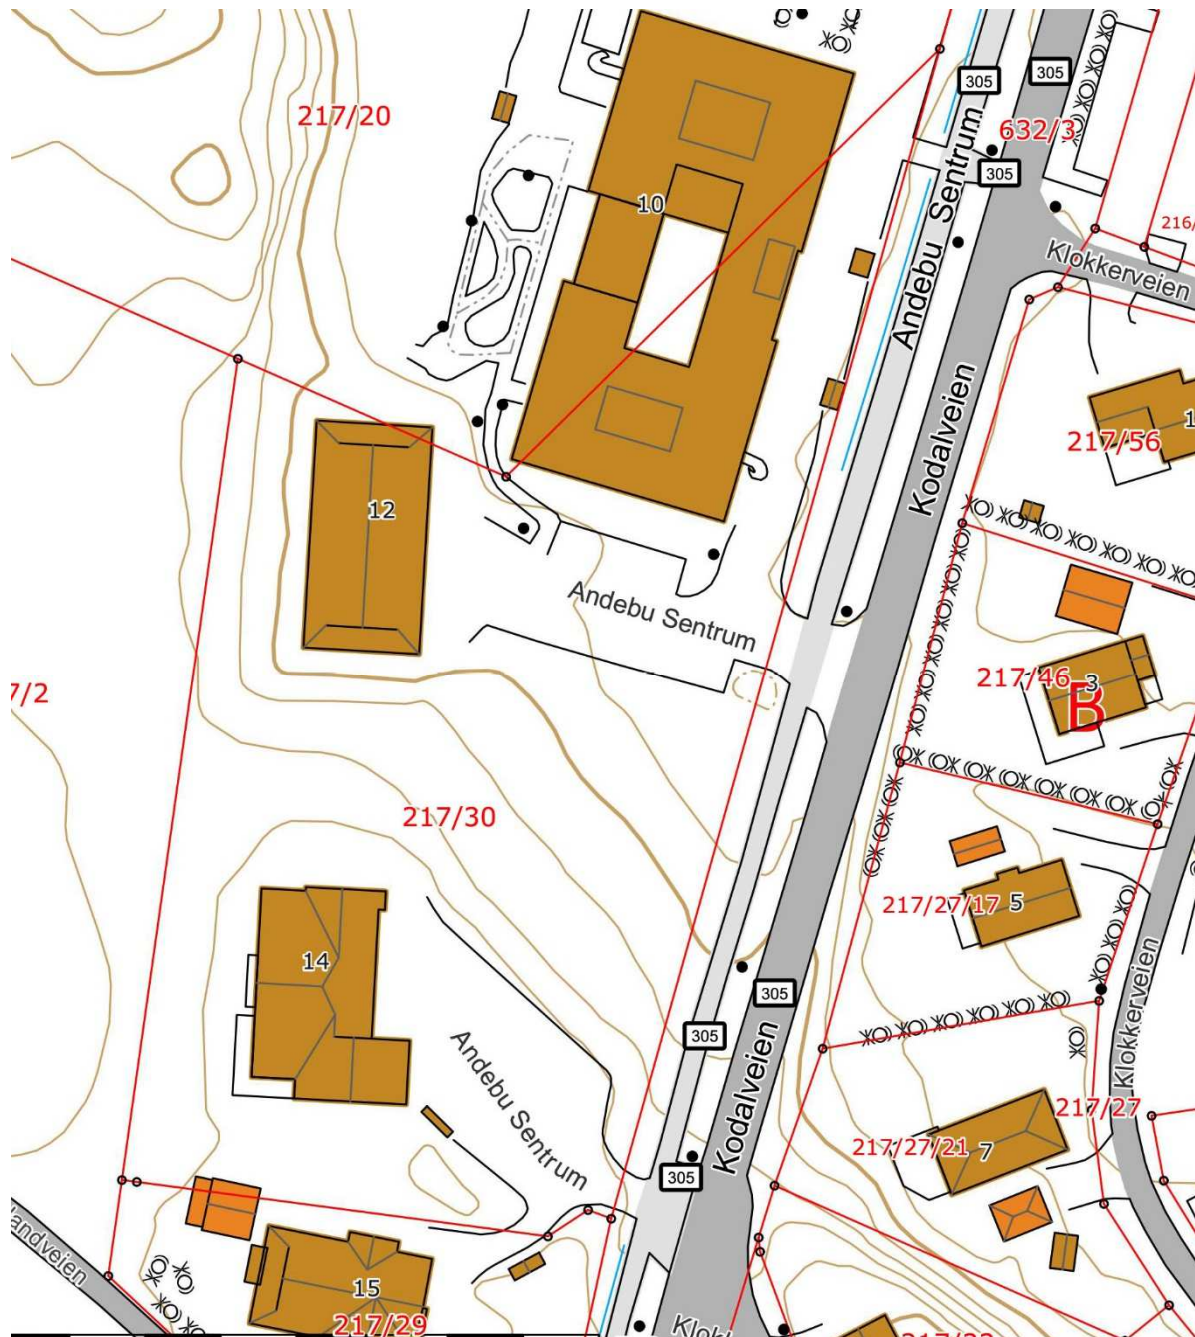 305
305
217/20
632/3
305
10
216/
Andebu Sentrum
Klokkerveien
1
217/56
Kodalveien
12
Andebu Sentrum
217/46
3
B
7/2
217/30
217/27/17
5
14
305
305
Klokkerveien
Andebu Sentrum
Kodalveien
217/27
217/27/21
7
305
landveien
15
217/29